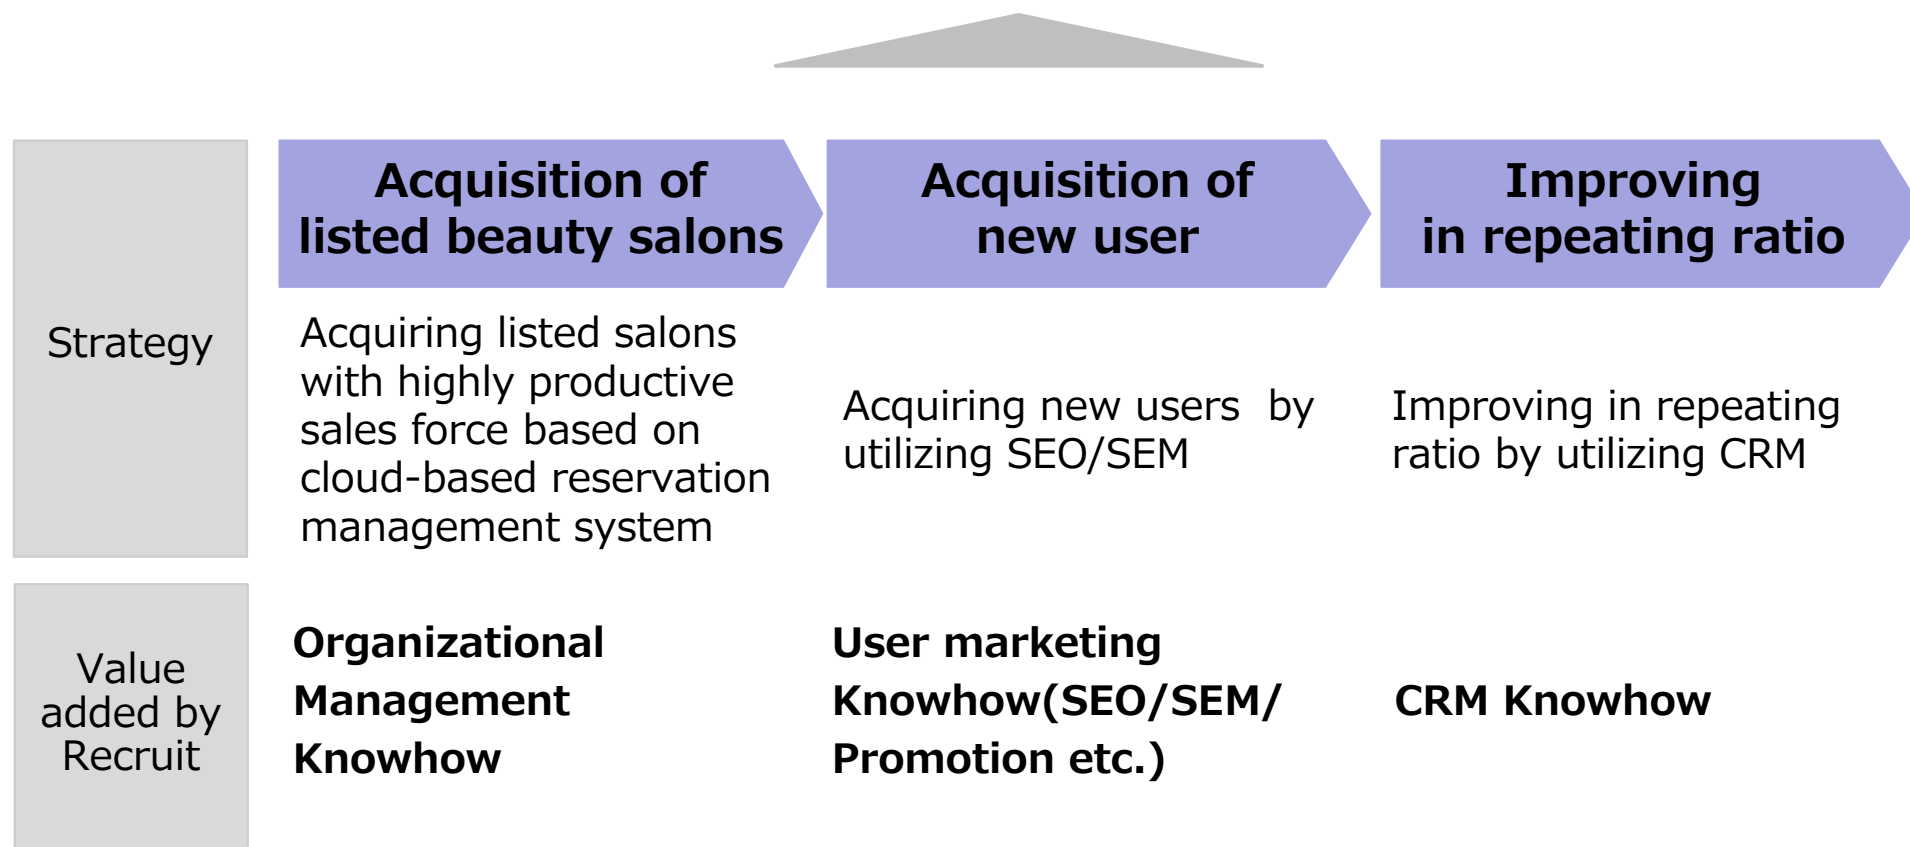 Acquisition of
listed beauty salons
Acquisition of
new user
Improving
in repeating ratio
Strategy
Acquiring listed salons
with highly productive
sales force based on
cloud-based reservation
management system
Acquiring new users  by
utilizing SEO/SEM
Improving in repeating
ratio by utilizing CRM
Value
added by
Recruit
Organizational
Management
Knowhow
User marketing
Knowhow(SEO/SEM/
Promotion etc.)
CRM Knowhow